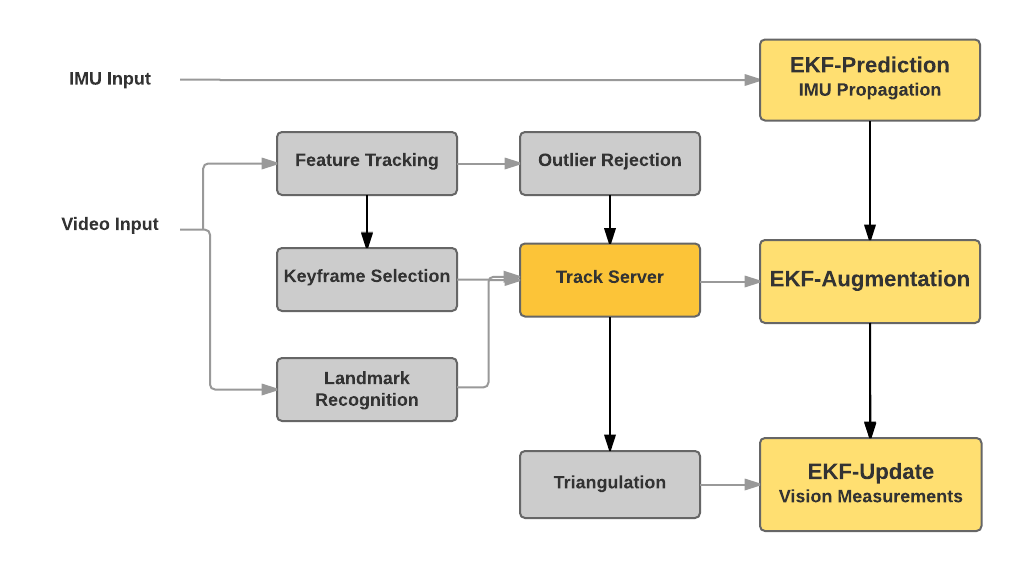 IMU Input
EKF-Prediction
IMU Propagation
Feature Tracking
Outlier Rejection
Video Input
Keyframe Selection
Track Server
EKF-Augmentation
Landmark
Recognition
Triangulation
EKF-Update
Vision Measurements